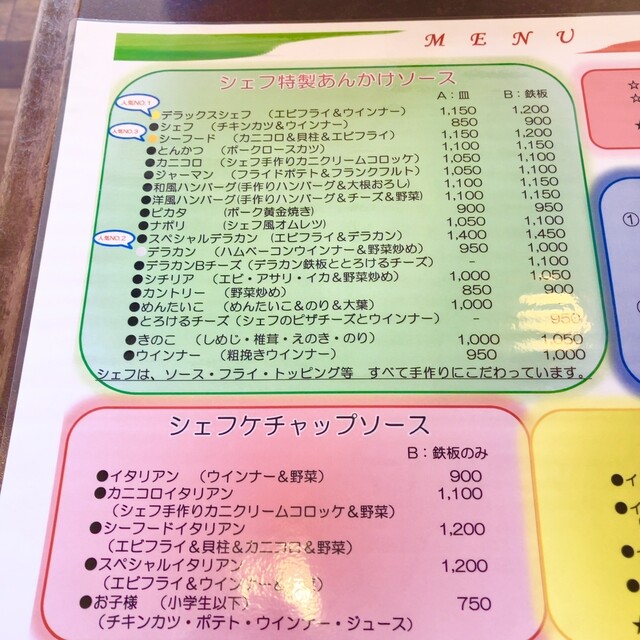 MENU
シェフ特製あんかけソース
A：皿 B：鉄板
人気NO.1
●デラックスシェフ （エビフライ＆ウインナー） 1,150 1,200
●シェフ （チキンカツ＆ウインナー） 850 900
人気NO.3
●シーフード （カニコロ＆貝柱＆エビフライ） 1,150 1,200
●とんかつ （ポークロースカツ） 1,100 1,150
●カニコロ （シェフ手作りカニクリームコロッケ） 1,050 1,100
●ジャーマン （フライドポテト＆フランクフルト） 1,050 1,100
●和風ハンバーグ(手作りハンバーグ＆大根おろし) 1,100 1,150
●洋風ハンバーグ(手作りハンバーグ＆チーズ＆野菜) 1,100 1,150
●ピカタ （ポーク黄金焼き） 900 950
●ナポリ （シェフ風オムレツ） 1,050 1,100
人気NO.2
●スペシャルデラカン （エビフライ＆デラカン） 1,400 1,450
デラカン （ハムベーコンウインナー＆野菜炒め） 950 1,000
●デラカンBチーズ（デラカン鉄板ととろけるチーズ） - 1,100
●シチリア （エビ・アサリ・イカ＆野菜炒め） 1,000 1,050
●カントリー （野菜炒め） 850 900
●めんたいこ （めんたいこ＆のり＆大葉） 1,000
●とろけるチーズ（シェフのピザチーズとウインナー） - 950
●きのこ （しめじ・椎茸・えのき・のり） 1,000 1,050
●ウインナー （粗挽きウインナー） 950 1,000
シェフは、ソース・フライ・トッピング等 すべて手作りにこだわっています。
シェフケチャップソース
B：鉄板のみ
●イタリアン （ウインナー＆野菜） 900
●カニコロイタリアン 1,100
（シェフ手作りカニクリームコロッケ＆野菜）
●シーフードイタリアン 1,200
（エビフライ＆貝柱＆カニコロ＆野菜）
●スペシャルイタリアン 1,200
（エビフライ＆ウインナー＆野菜）
●お子様 （小学生以下） 750
（チキンカツ・ポテト・ウインナー・ジュース）